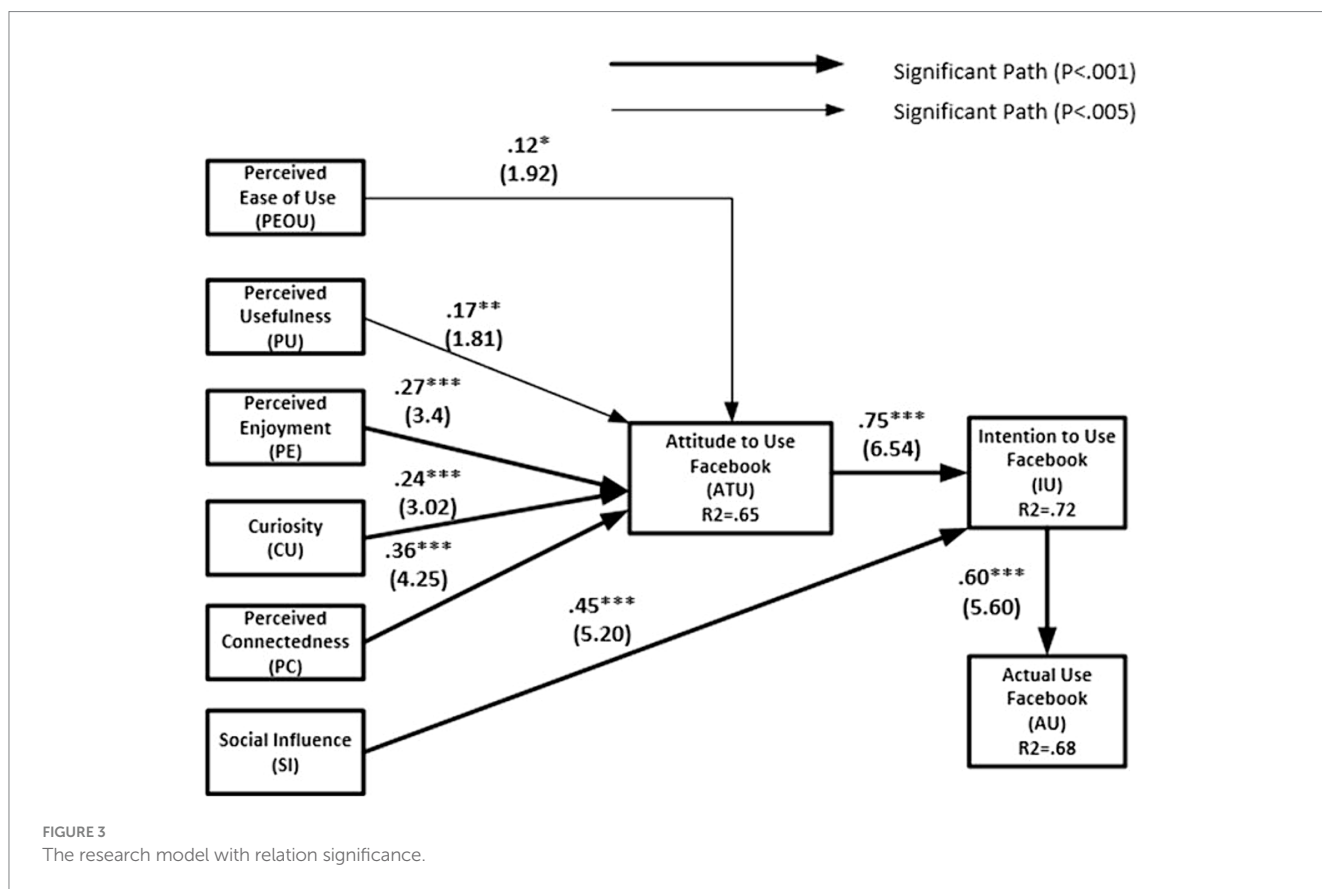 Significant Path (P<.001)
Significant Path (P<.005)
.12*
(1.92)
Perceived
Ease of Use
(PEOU)
Perceived
Usefulness
(PU)
.17**
(1.81)
Perceived
Enjoyment
(PE)
.27***
(3.4)
Curiosity
(CU)
.24***
(3.02)
Perceived
Connectedness
(PC)
.36***
(4.25)
Social Influence
(SI)
.45***
(5.20)
Attitude to Use
Facebook
(ATU)
R2=.65
.75***
(6.54)
Intention to Use
Facebook
(IU)
R2=.72
.60***
(5.60)
Actual Use
Facebook
(AU)
R2=.68
FIGURE 3
The research model with relation significance.